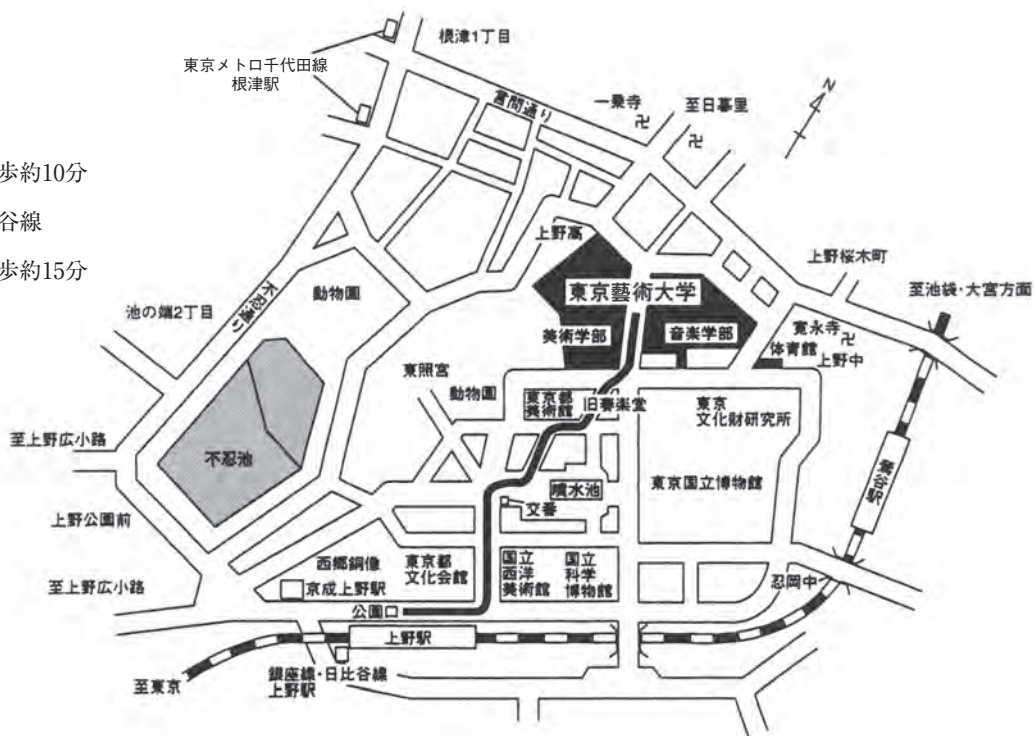 根津1丁目
東京メトロ千代田線
根津駅
言問通り
一乗寺
至日暮里
N
歩約10分
谷線
歩約15分
上野高
上野桜木町
至池袋・大宮方面
不忍通り
動物園
池の端2丁目
東京藝術大学
美術学部
音楽学部
寛永寺
体育館
上野中
東照宮
動物園
東京都
美術館
旧奏楽堂
東京
文化財研究所
至上野広小路
不忍池
噴水池
交番
東京国立博物館
鶯谷駅
上野公園前
西郷銅像
東京都
文化会館
国立
西洋
美術館
国立
科学
博物館
忍岡中
至上野広小路
京成上野駅
公園口
上野駅
銀座線・日比谷線
上野駅
至東京